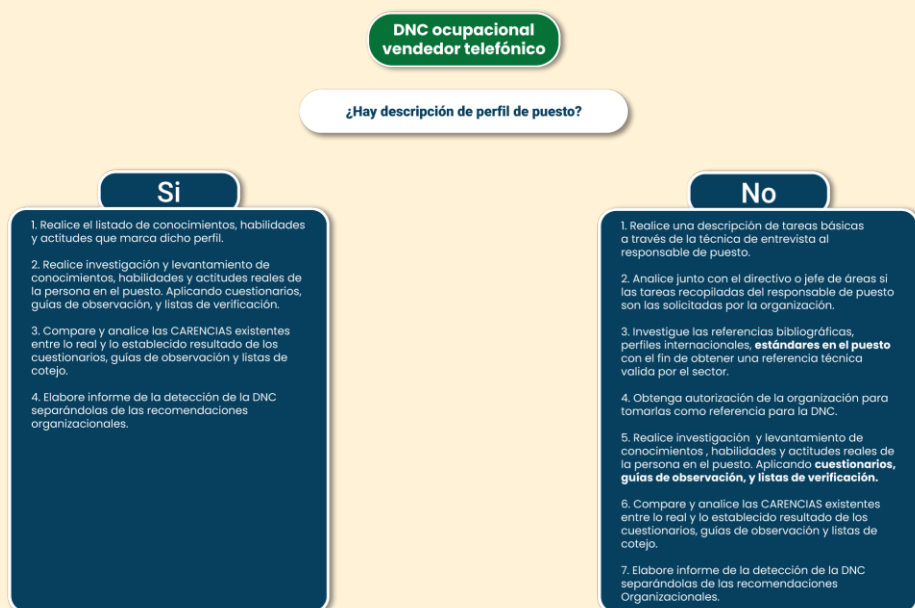 DNC ocupacional
vendedor telefónico
¿Hay descripción de perfil de puesto?
Si
1. Realice el listado de conocimientos, habilidades
y actitudes que marca dicho perfil.
2. Realice investigación y levantamiento de
conocimientos, habilidades y actitudes reales de
la persona en el puesto. Aplicando cuestionarios,
guías de observación, y listas de verificación.
3. Compare y analice las CARENCIAS existentes
entre lo real y lo establecido resultado de los
cuestionarios, guías de observación y listas de
cotejo.
4. Elabore informe de la detección de la DNC
separándolas de las recomendaciones
organizacionales.
No
1. Realice una descripción de tareas básicas
a través de la técnica de entrevista al
responsable de puesto.
2. Analice junto con el directivo o jefe de áreas si
las tareas recopiladas del responsable de puesto
son las solicitadas por la organización.
3. Investigue las referencias bibliográficas,
perfiles internacionales, estándares en el puesto
con el fin de obtener una referencia técnica
valida por el sector.
4. Obtenga autorización de la organización para
tomarlas como referencia para la DNC.
5. Realice investigación y levantamiento de
conocimientos , habilidades y actitudes reales de
la persona en el puesto. Aplicando cuestionarios,
guías de observación, y listas de verificación.
6. Compare y analice las CARENCIAS existentes
entre lo real y lo establecido resultado de los
cuestionarios, guías de observación y listas de
cotejo.
7. Elabore informe de la detección de la DNC
separándolas de las recomendaciones
Organizacionales.